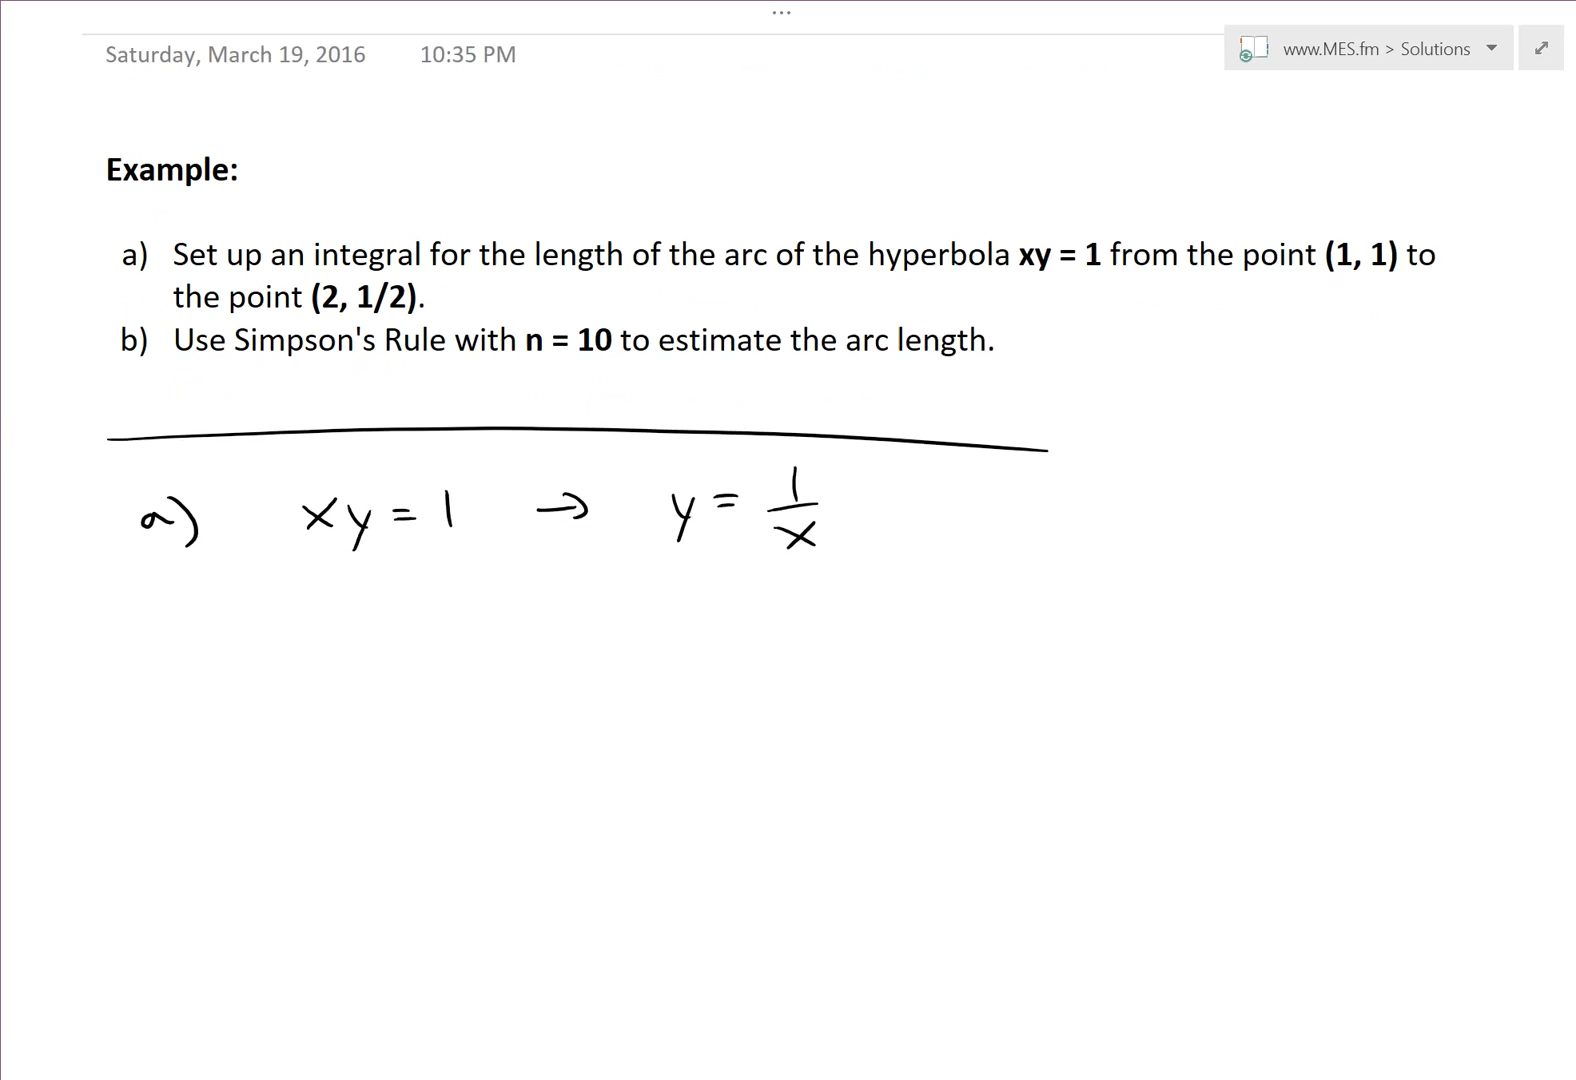 ...
Saturday, March 19, 2016 10:35 PM
www.MES.fm > Solutions
Example:
a) Set up an integral for the length of the arc of the hyperbola xy = 1 from the point (1, 1) to
the point (2, 1/2).
b) Use Simpson's Rule with n = 10 to estimate the arc length.
a) xy = 1 → y = 1/x